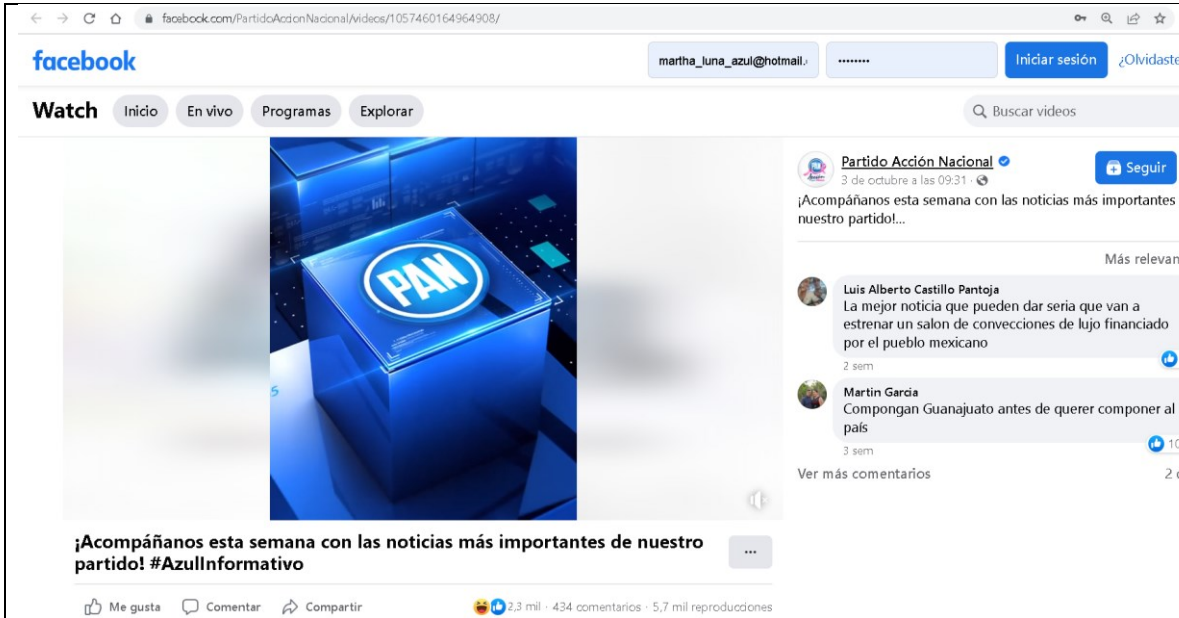 facebook.com/PartidoAccionNacional/videos/1057460164964908/
facebook
martha_luna_azul@hotmail.
Iniciar sesión
¿Olvidaste
Watch
Inicio
En vivo
Programas
Explorar
Buscar videos
PAN
Partido Acción Nacional
3 de octubre a las 09:31
Seguir
¡Acompáñanos esta semana con las noticias más importantes
nuestro partido!...
Más relevan
Luis Alberto Castillo Pantoja
La mejor noticia que pueden dar seria que van a
estrenar un salon de convecciones de lujo financiado
por el pueblo mexicano
2 sem
Martin Garcia
Compongan Guanajuato antes de querer componer al
país
10
3 sem
Ver más comentarios
2 d
¡Acompáñanos esta semana con las noticias más importantes de nuestro
partido! #AzulInformativo
Me gusta
Comentar
Compartir
2,3 mil · 434 comentarios · 5,7 mil reproducciones